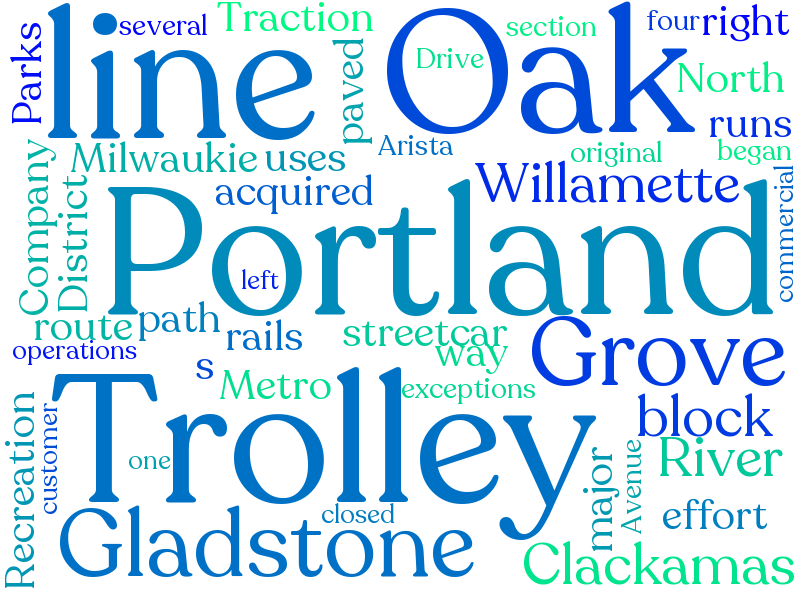 several
Traction
four
right
Parks
line
Oak
Drive
section
paved
North
runs
Arista
original
began
Milwaukie
uses
Company
District
acquired
Willamette
commercial
Portland
left
route
path
rails
streetcar
way
operations
s
Grove
Metro
exceptions
Trolley
block
Recreation
customer
one
major
Avenue
River
closed
effort
Gladstone
Clackamas